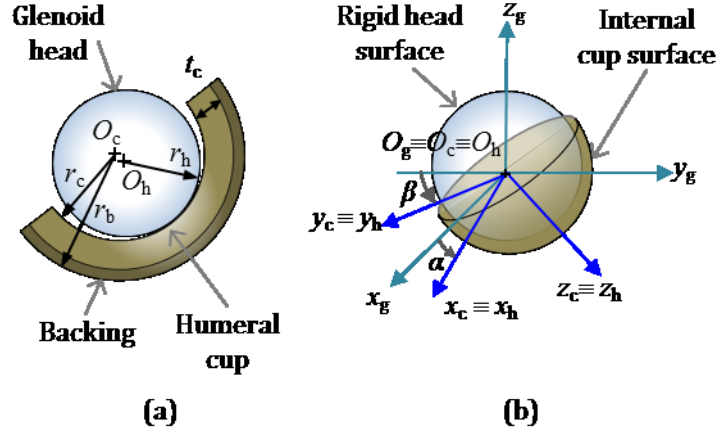 Glenoid
head
t_c
O_c
r_c
O_h
r_h
r_b
Backing
Humeral
cup
(a)
Rigid head
surface
z_g
Internal
cup surface
O_g≡O_c≡O_h
y_g
β
y_c ≡ y_h
α
x_g
x_c ≡ x_h
z_c≡ z_h
(b)